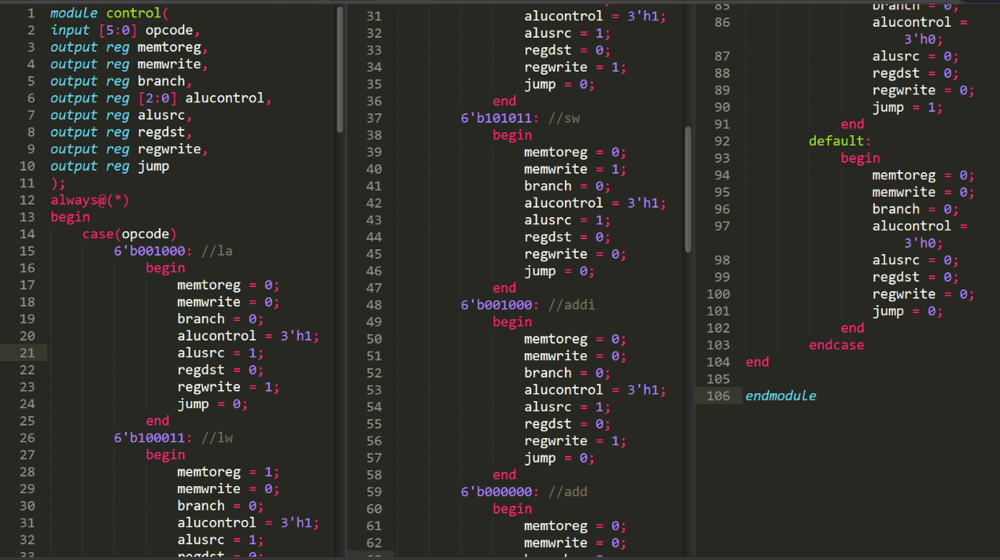 1 module control(
2 input [5:0] opcode,
3 output reg memtoreg,
4 output reg memwrite,
5 output reg branch,
6 output reg [2:0] alucontrol,
7 output reg alusrc,
8 output reg regdst,
9 output reg regwrite,
10 output reg jump
11 );
12 always@(*)
13 begin
14 case(opcode)
15 6'b001000: //la
16 begin
17 memtoreg = 0;
18 memwrite = 0;
19 branch = 0;
20 alucontrol = 3'h1;
21 alusrc = 1;
22 regdst = 0;
23 regwrite = 1;
24 jump = 0;
25 end
26 6'b100011: //lw
27 begin
28 memtoreg = 1;
29 memwrite = 0;
30 branch = 0;
31 alucontrol = 3'h1;
32 alusrc = 1;
33 regdst = 0;
31 alucontrol = 3'h1;
32 alusrc = 1;
33 regdst = 0;
34 regwrite = 1;
35 jump = 0;
36 end
37 6'b101011: //sw
38 begin
39 memtoreg = 0;
40 memwrite = 1;
41 branch = 0;
42 alucontrol = 3'h1;
43 alusrc = 1;
44 regdst = 0;
45 regwrite = 0;
46 jump = 0;
47 end
48 6'b001000: //addi
49 begin
50 memtoreg = 0;
51 memwrite = 0;
52 branch = 0;
53 alucontrol = 3'h1;
54 alusrc = 1;
55 regdst = 0;
56 regwrite = 1;
57 jump = 0;
58 end
59 6'b000000: //add
60 begin
61 memtoreg = 0;
62 memwrite = 0;
85 branch = 0;
86 alucontrol =
3'h0;
87 alusrc = 0;
88 regdst = 0;
89 regwrite = 0;
90 jump = 1;
91 end
92 default:
93 begin
94 memtoreg = 0;
95 memwrite = 0;
96 branch = 0;
97 alucontrol =
3'h0;
98 alusrc = 0;
99 regdst = 0;
100 regwrite = 0;
101 jump = 0;
102 end
103 endcase
104 end
105
106 endmodule